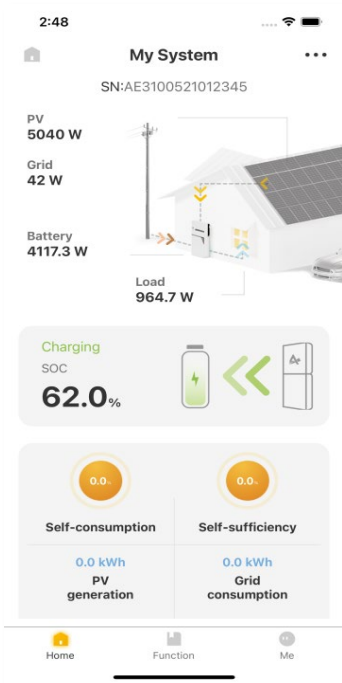 2:48
My System
SN:AE3100521012345
PV
5040 W
Grid
42 W
Battery
4117.3 W
Load
964.7 W
Charging
SOC
62.0%
0.0%
0.0%
Self-consumption
Self-sufficiency
0.0 kWh
0.0 kWh
PV
generation
Grid
consumption
Home
Function
Me